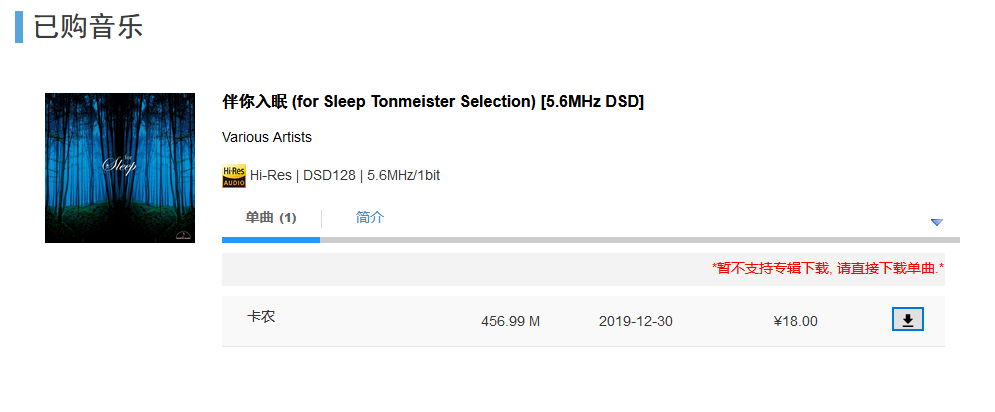 已购音乐
for
Sleep
伴你入眠 (for Sleep Tonmeister Selection) [5.6MHz DSD]
Various Artists
Hi-Res
AUDIO
Hi-Res | DSD128 | 5.6MHz/1bit
单曲 (1)
简介
*暂不支持专辑下载, 请直接下载单曲.*
卡农 456.99 M 2019-12-30 ¥18.00